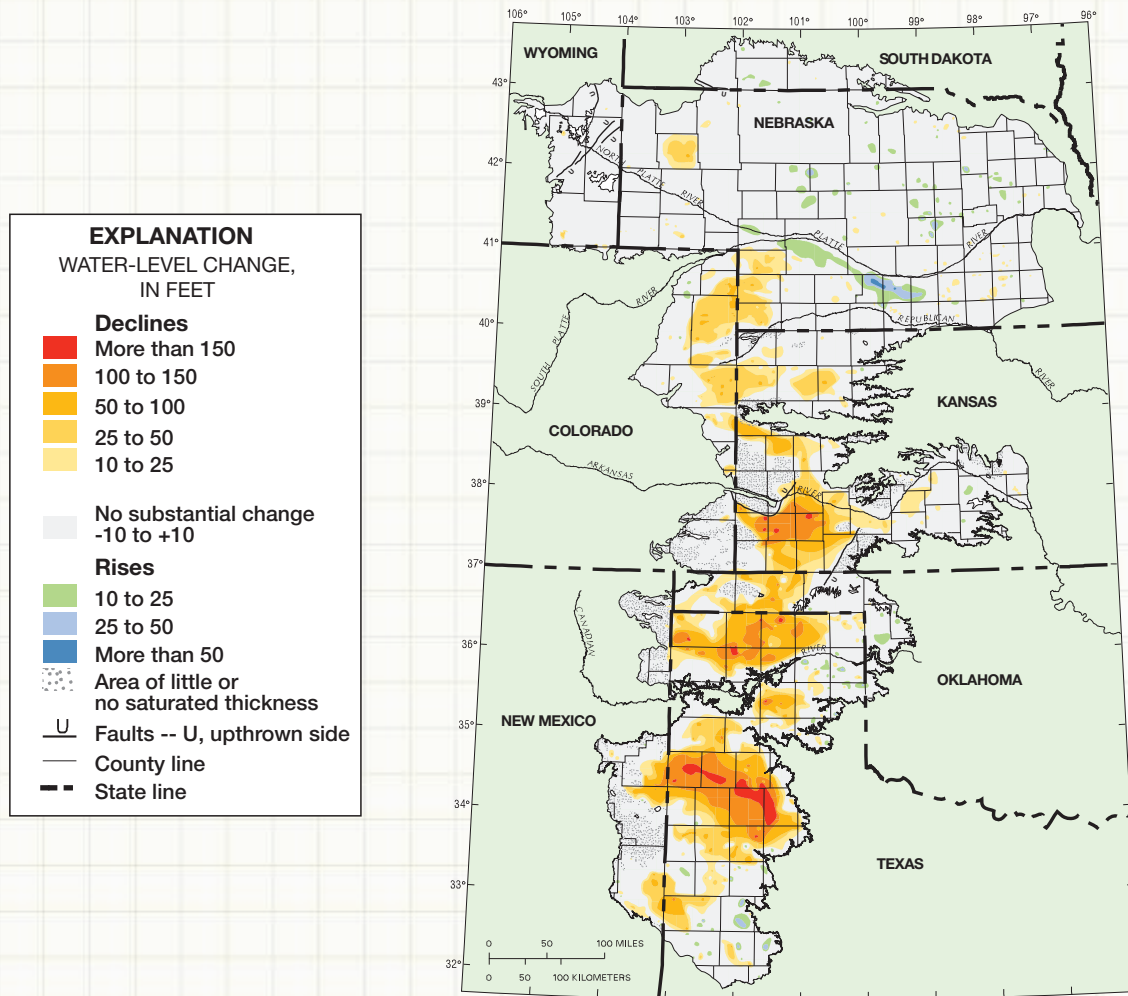 106° 105° 104° 103° 102° 101° 100° 99° 98° 97° 96°
WYOMING
SOUTH DAKOTA
43°
U
NEBRASKA
U
U
42°
NORTH PLATTE RIVER
U
41°
PLATTE RIVER
SOUTH PLATTE RIVER
40°
REPUBLICAN RIVER
39°
KANSAS
COLORADO
ARKANSAS RIVER
38°
U
37°
U
CANADIAN RIVER
36°
OKLAHOMA
NEW MEXICO
35°
34°
TEXAS
33°
32°
0 50 100 MILES
0 50 100 KILOMETERS
EXPLANATION
WATER-LEVEL CHANGE,
IN FEET
Declines
More than 150
100 to 150
50 to 100
25 to 50
10 to 25
No substantial change
-10 to +10
Rises
10 to 25
25 to 50
More than 50
Area of little or
no saturated thickness
U
Faults -- U, upthrown side
County line
State line